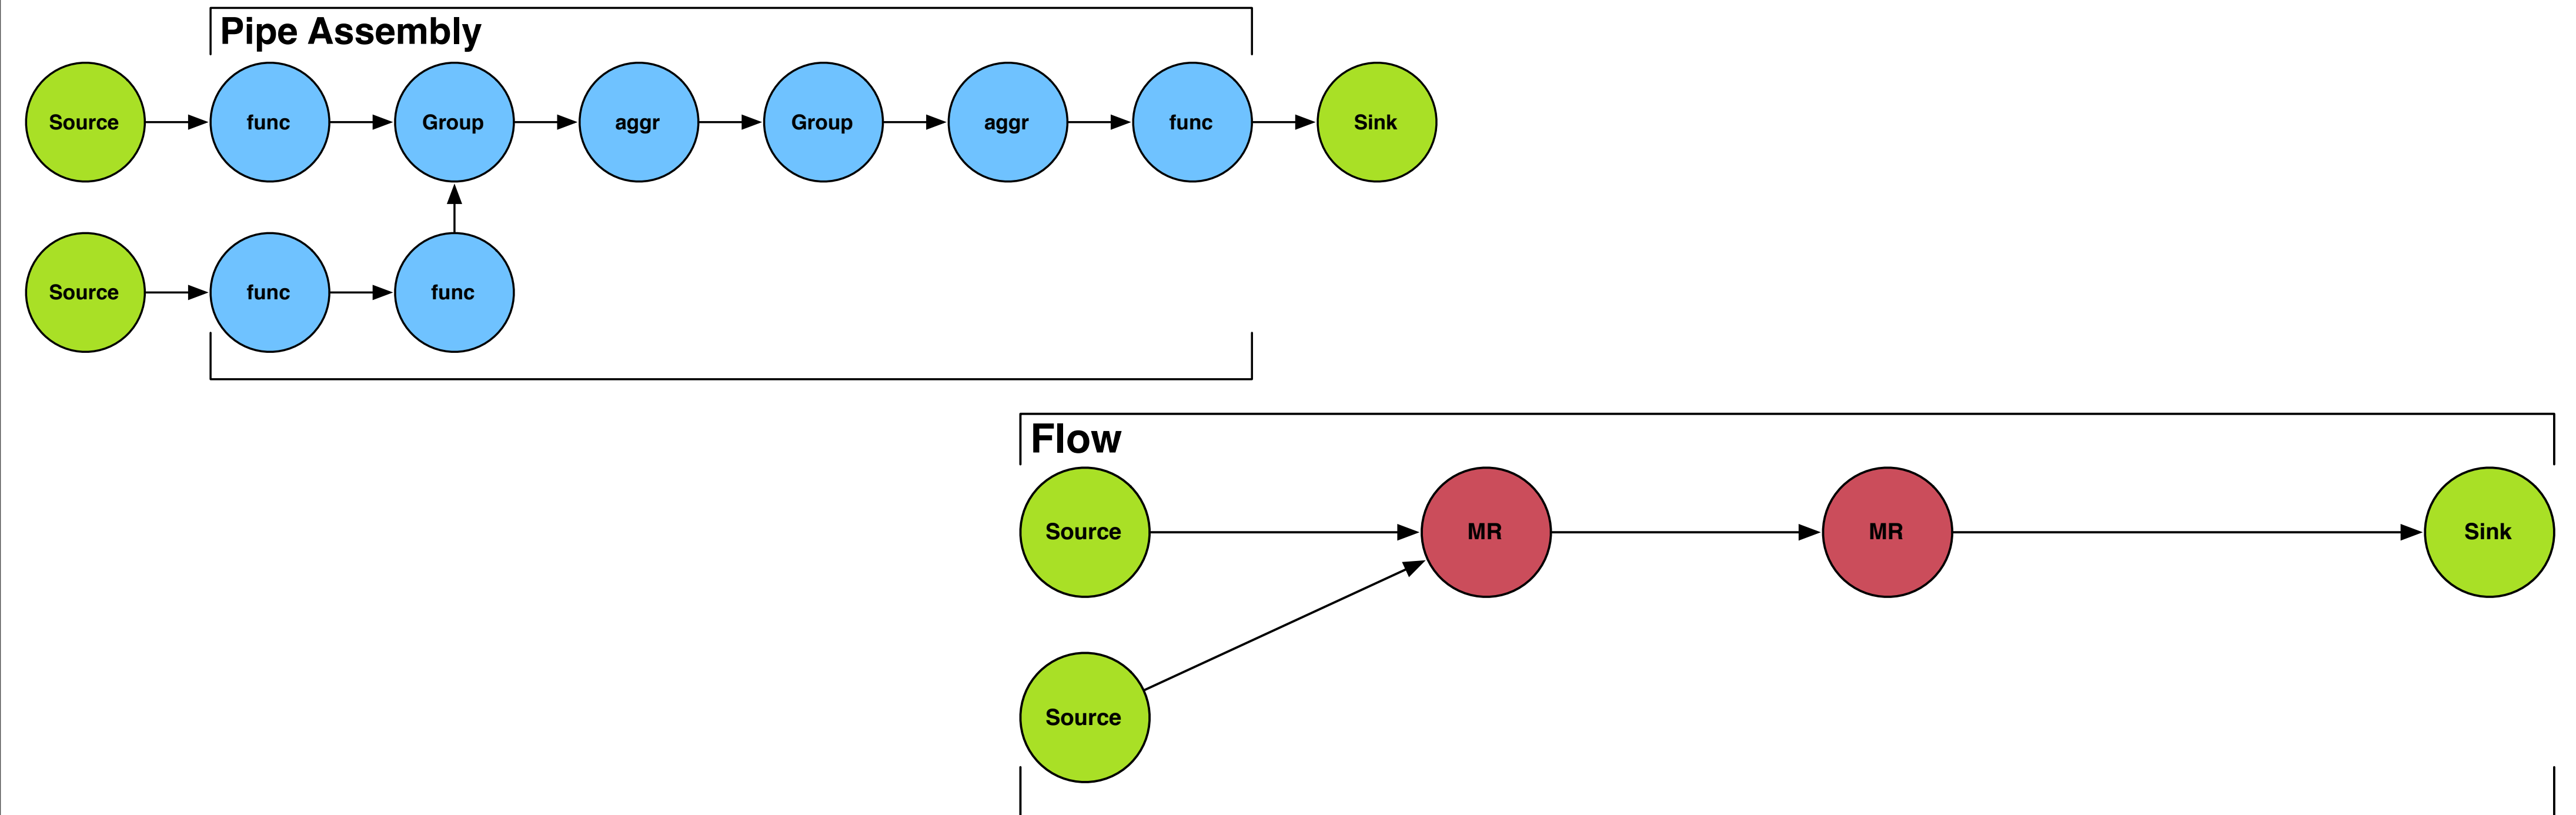 Pipe Assembly
Source func Group aggr Group aggr func Sink
Source func func
Flow
Source MR MR Sink
Source